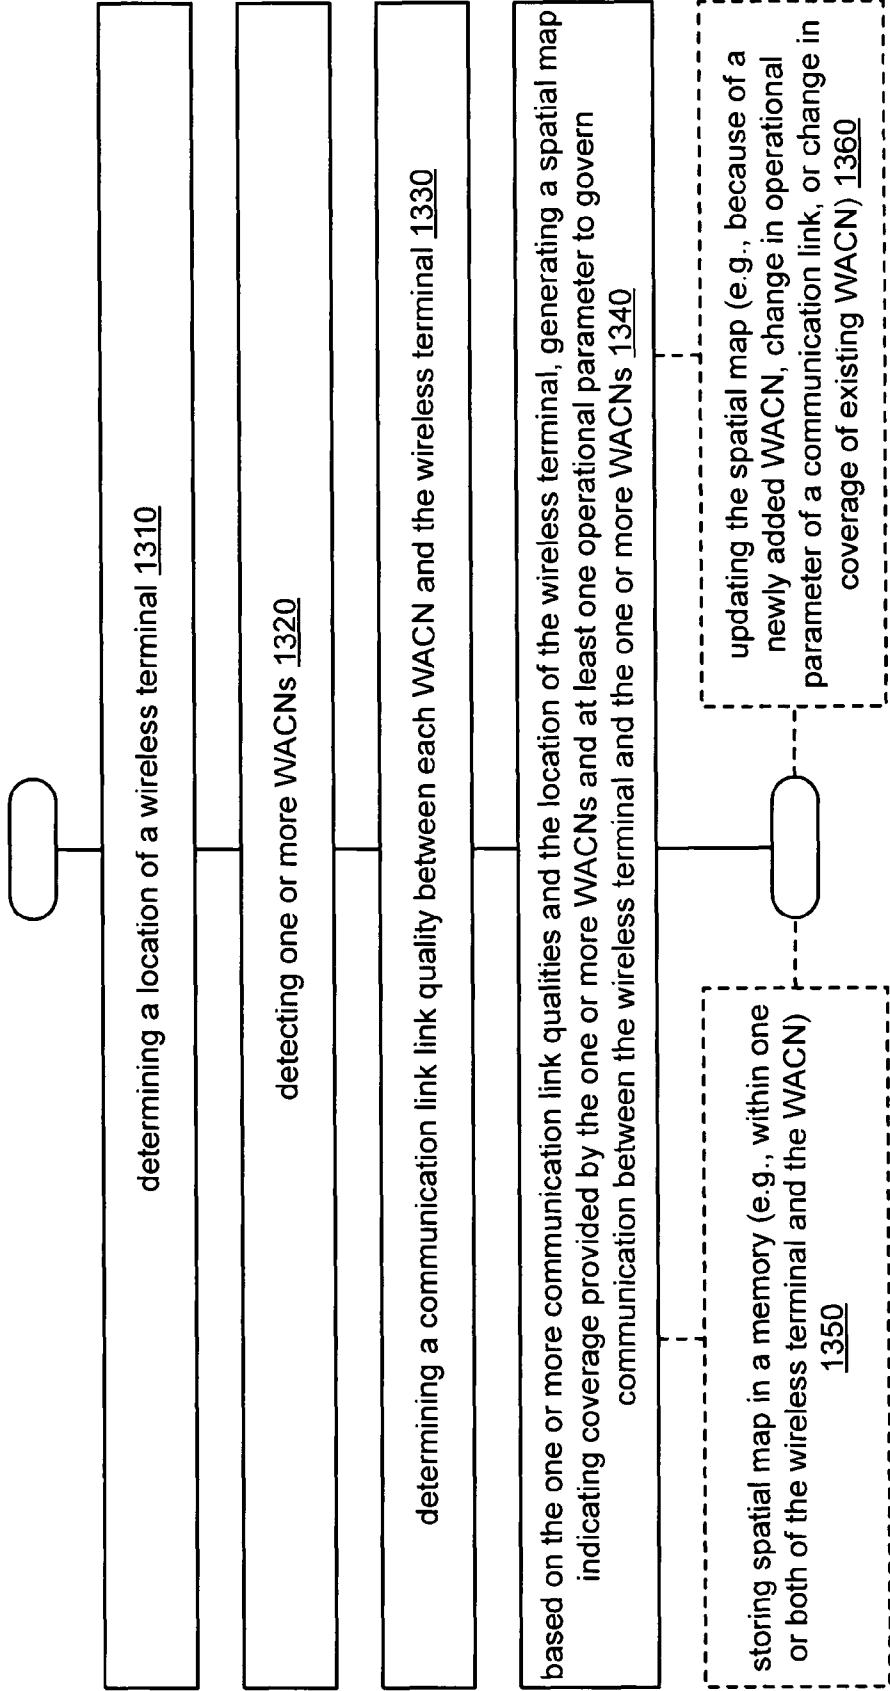 determining a location of a wireless terminal 1310
detecting one or more WACNs 1320
determining a communication link link quality between each WACN and the wireless terminal 1330
based on the one or more communication link qualities and the location of the wireless terminal, generating a spatial map
indicating coverage provided by the one or more WACNs and at least one operational parameter to govern
communication between the wireless terminal and the one or more WACNs 1340
storing spatial map in a memory (e.g., within one
or both of the wireless terminal and the WACN)
1350
updating the spatial map (e.g., because of a
newly added WACN, change in operational
parameter of a communication link, or change in
coverage of existing WACN) 1360